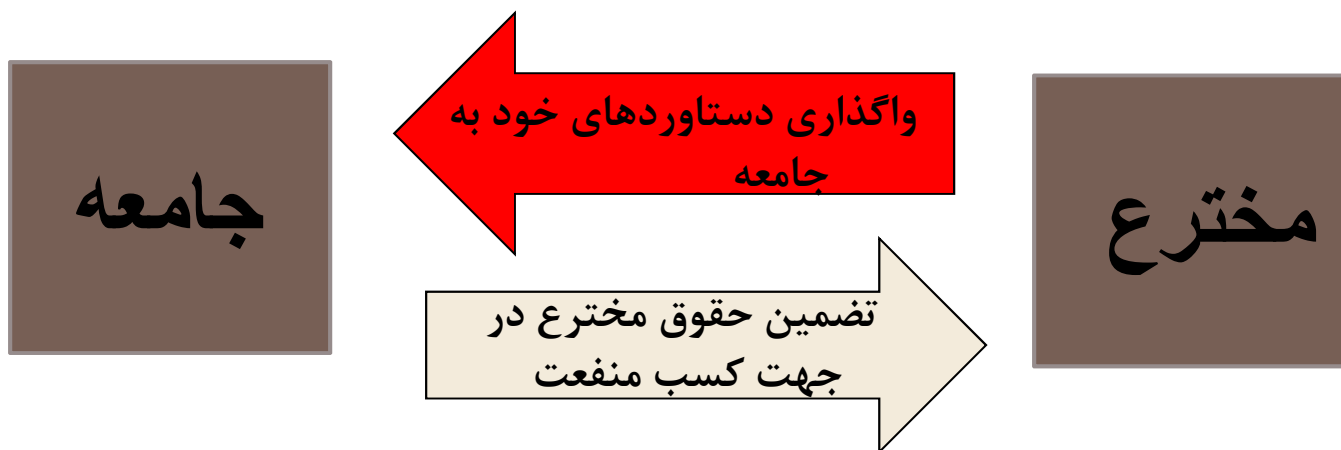 مخترع
واگذاری دستاوردهای خود به
جامعه
جامعه
تضمین حقوق مخترع در
جهت کسب منفعت